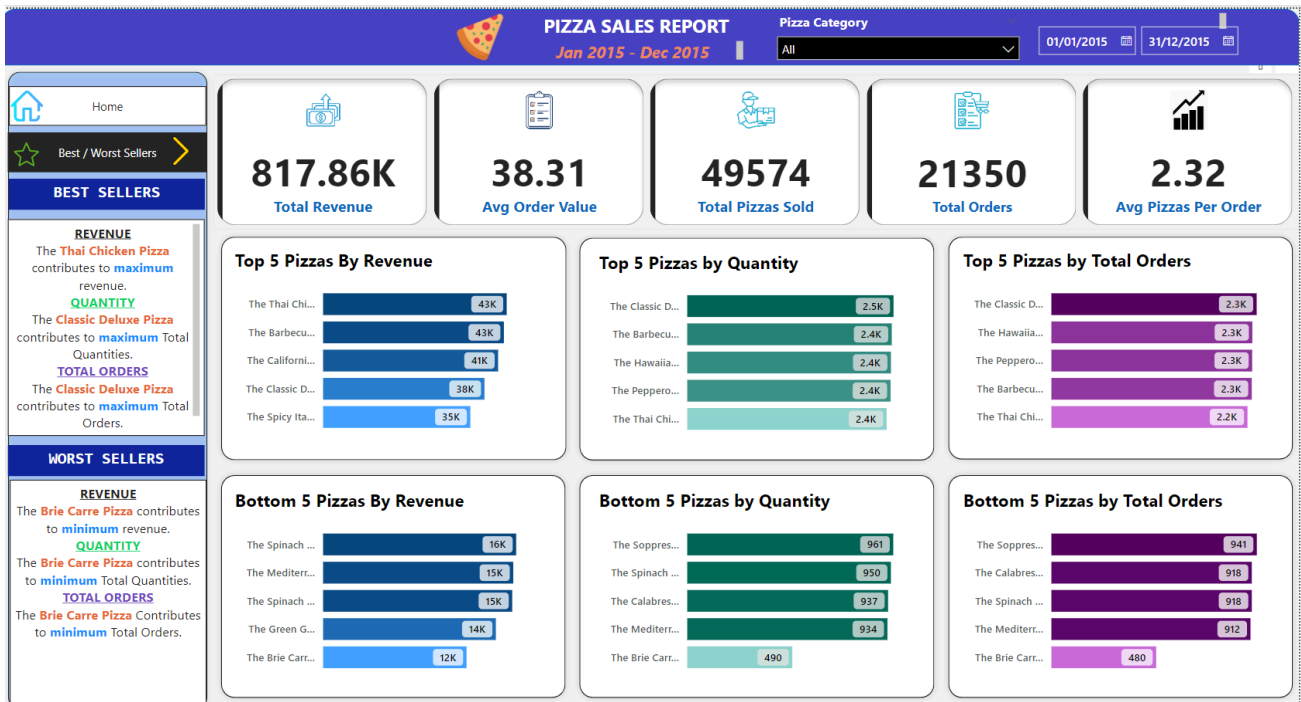 PIZZA SALES REPORT
Jan 2015 - Dec 2015
Pizza Category
All
01/01/2015
31/12/2015
Home
Best / Worst Sellers
BEST SELLERS
REVENUE
The Thai Chicken Pizza
contributes to maximum
revenue.
QUANTITY
The Classic Deluxe Pizza
contributes to maximum Total
Quantities.
TOTAL ORDERS
The Classic Deluxe Pizza
contributes to maximum Total
Orders.
WORST SELLERS
REVENUE
The Brie Carre Pizza contributes
to minimum revenue.
QUANTITY
The Brie Carre Pizza contributes
to minimum Total Quantities.
TOTAL ORDERS
The Brie Carre Pizza Contributes
to minimum Total Orders.
817.86K
Total Revenue
38.31
Avg Order Value
49574
Total Pizzas Sold
21350
Total Orders
2.32
Avg Pizzas Per Order
Top 5 Pizzas By Revenue
The Thai Chi... 43K
The Barbecu... 43K
The Californi... 41K
The Classic D... 38K
The Spicy Ita... 35K
Top 5 Pizzas by Quantity
The Classic D... 2.5K
The Barbecu... 2.4K
The Hawaiia... 2.4K
The Peppero... 2.4K
The Thai Chi... 2.4K
Top 5 Pizzas by Total Orders
The Classic D... 2.3K
The Hawaiia... 2.3K
The Peppero... 2.3K
The Barbecu... 2.3K
The Thai Chi... 2.2K
Bottom 5 Pizzas By Revenue
The Spinach ... 16K
The Mediterr... 15K
The Spinach ... 15K
The Green G... 14K
The Brie Carr... 12K
Bottom 5 Pizzas by Quantity
The Soppres... 961
The Spinach ... 950
The Calabres... 937
The Mediterr... 934
The Brie Carr... 490
Bottom 5 Pizzas by Total Orders
The Soppres... 941
The Calabres... 918
The Spinach ... 918
The Mediterr... 912
The Brie Carr... 480